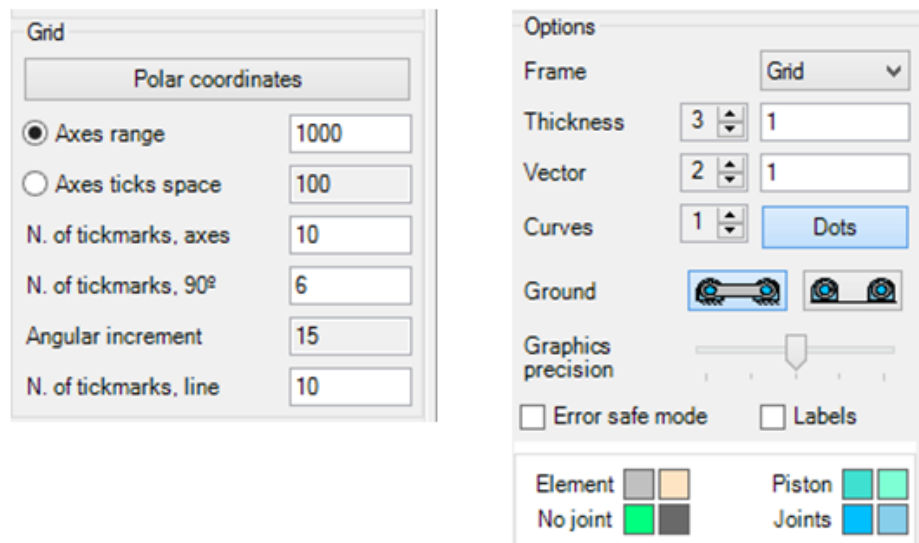 Grid
Polar coordinates
Axes range 1000
Axes ticks space 100
N. of tickmarks, axes 10
N. of tickmarks, 90º 6
Angular increment 15
N. of tickmarks, line 10
Options
Frame Grid
Thickness 3 1
Vector 2 1
Curves 1 Dots
Ground
Graphics
precision
Error safe mode Labels
Element Piston
No joint Joints